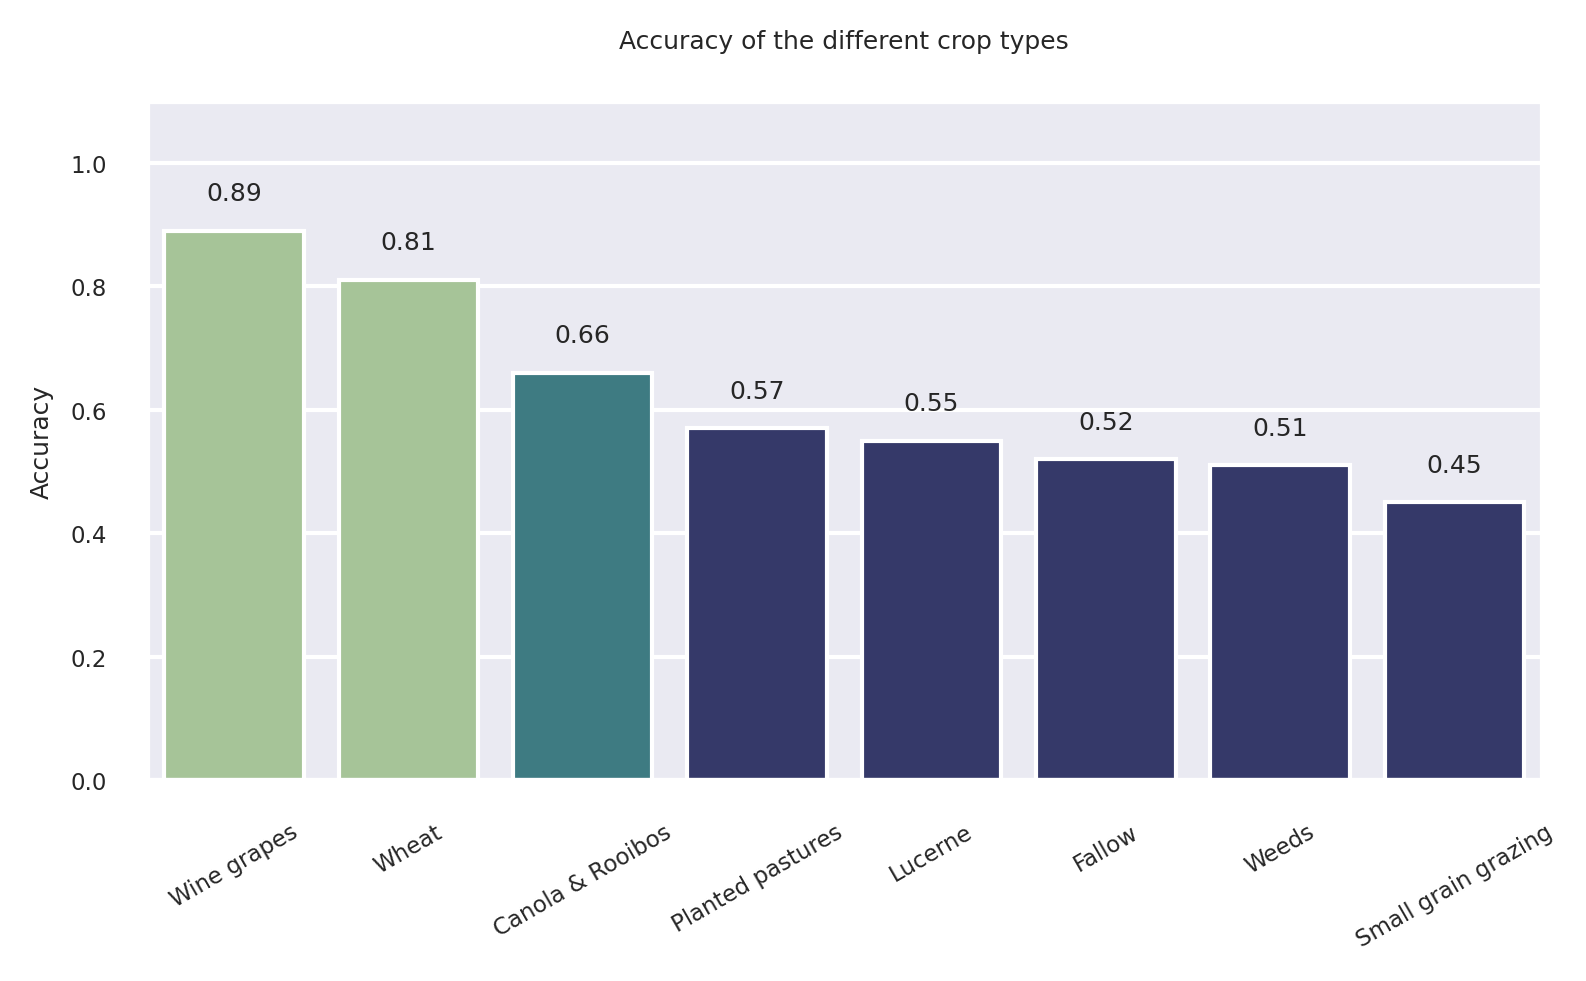 Accuracy of the different crop types
Accuracy
1.0
0.8
0.6
0.4
0.2
0.0
0.89
0.81
0.66
0.57
0.55
0.52
0.51
0.45
Wine grapes
Wheat
Canola & Rooibos
Planted pastures
Lucerne
Fallow
Weeds
Small grain grazing